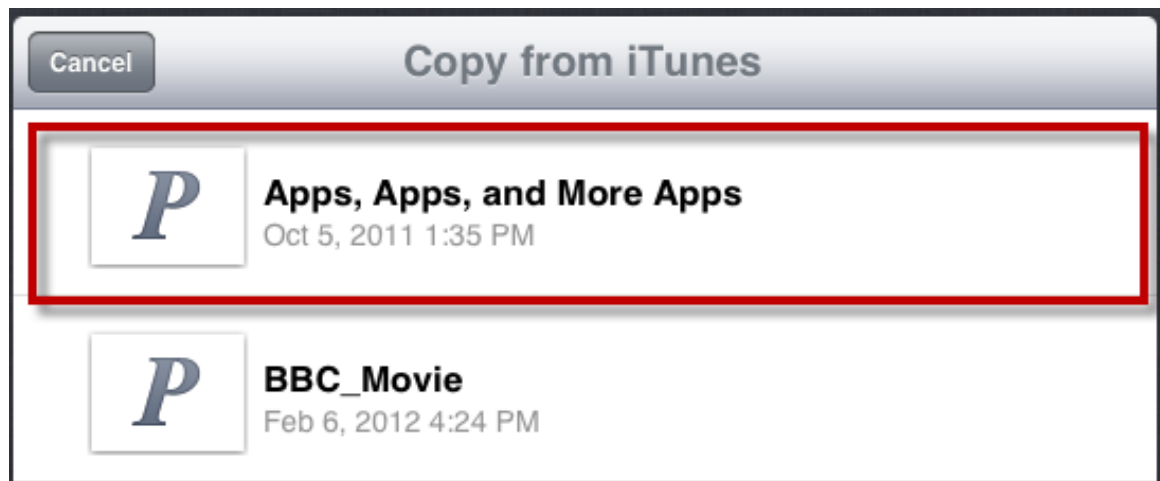 Cancel
Copy from iTunes
P
Apps, Apps, and More Apps
Oct 5, 2011 1:35 PM
P
BBC_Movie
Feb 6, 2012 4:24 PM